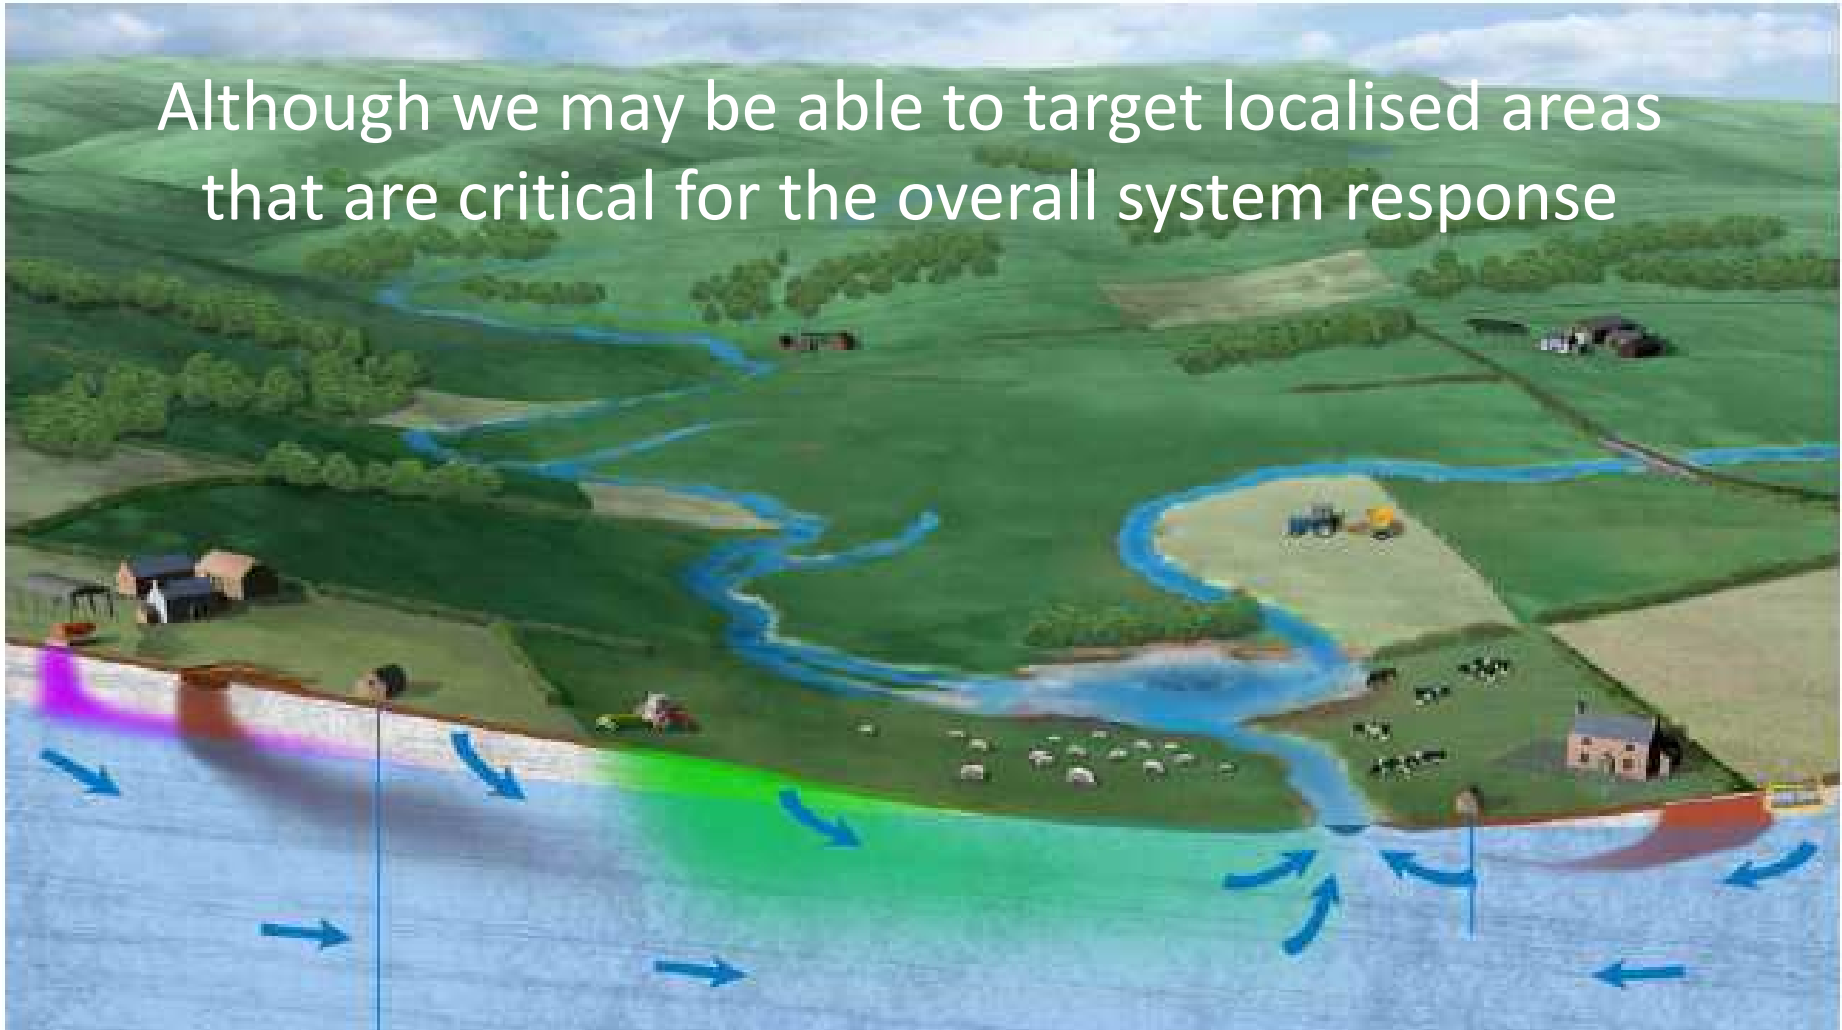 Although we may be able to target localised areas
that are critical for the overall system response